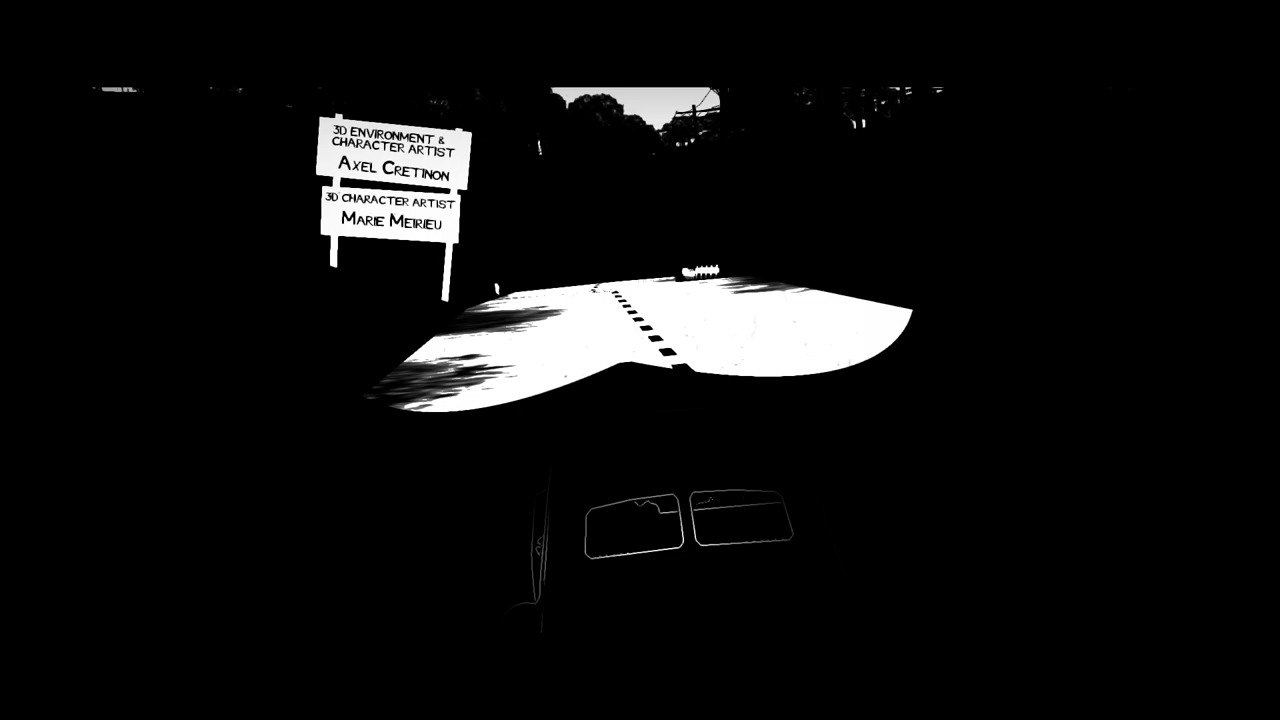 3D ENVIRONMENT &
CHARACTER ARTIST
AXEL CRETINON
3D CHARACTER ARTIST
MARIE MEIRIEU